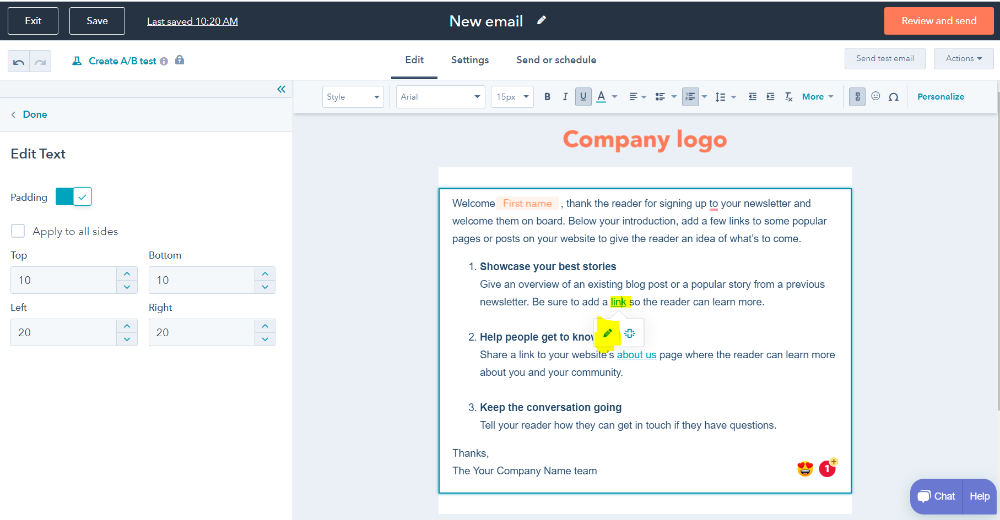 Exit
Save
Last saved 10:20 AM
New email
Review and send
Create A/B test
Edit
Settings
Send or schedule
Send test email
Actions
Style
Arial
15px
B
I
U
A
More
Personalize
Done
Edit Text
Padding
Apply to all sides
Top
Bottom
10
10
Left
Right
20
20
Company logo
Welcome First name , thank the reader for signing up to your newsletter and
welcome them on board. Below your introduction, add a few links to some popular
pages or posts on your website to give the reader an idea of what’s to come.
1. Showcase your best stories
Give an overview of an existing blog post or a popular story from a previous
newsletter. Be sure to add a link so the reader can learn more.
2. Help people get to know
Share a link to your website’s about us page where the reader can learn more
about you and your community.
3. Keep the conversation going
Tell your reader how they can get in touch if they have questions.
Thanks,
The Your Company Name team
1
Chat
Help